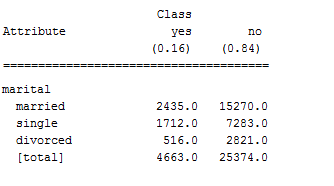 Class
Attribute yes no
(0.16) (0.84)
========================================
marital
married 2435.0 15270.0
single 1712.0 7283.0
divorced 516.0 2821.0
[total] 4663.0 25374.0